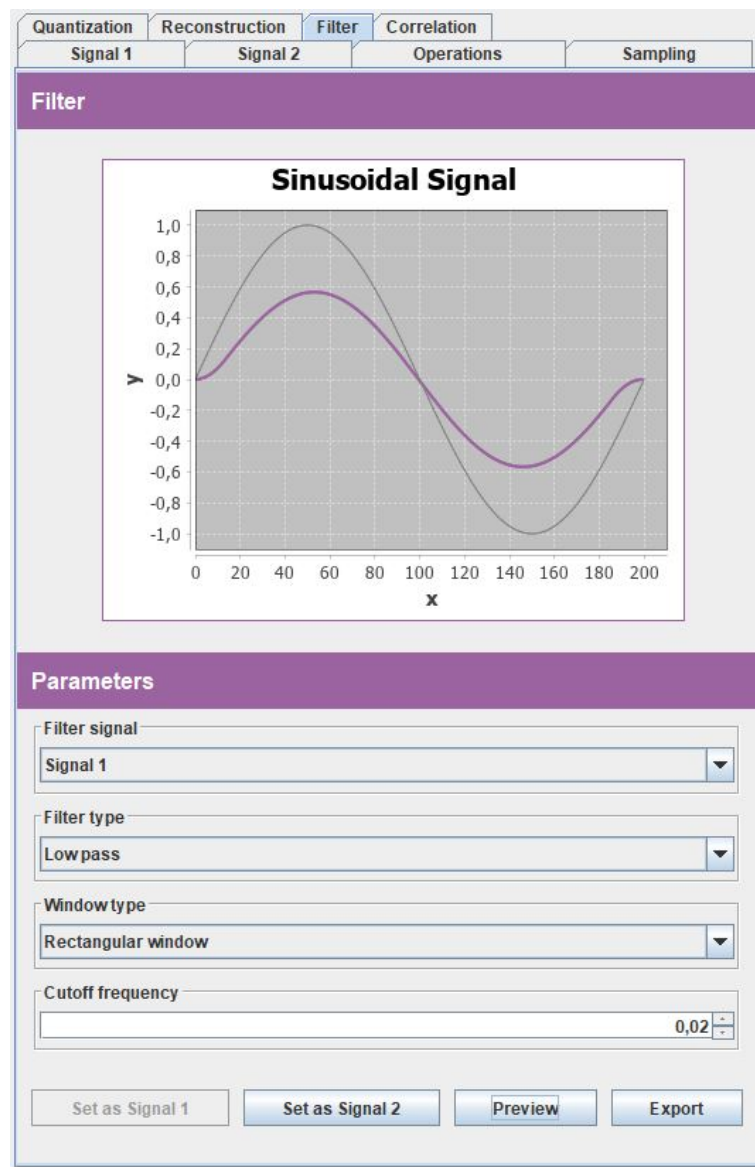 Quantization Reconstruction Filter Correlation
Signal 1 Signal 2 Operations Sampling
Filter
Sinusoidal Signal
1,0
0,8
0,6
0,4
0,2
0,0
-0,2
-0,4
-0,6
-0,8
-1,0
y
0 20 40 60 80 100 120 140 160 180 200
x
Parameters
Filter signal
Signal 1
Filter type
Low pass
Window type
Rectangular window
Cutoff frequency
0,02
Set as Signal 1 Set as Signal 2 Preview Export